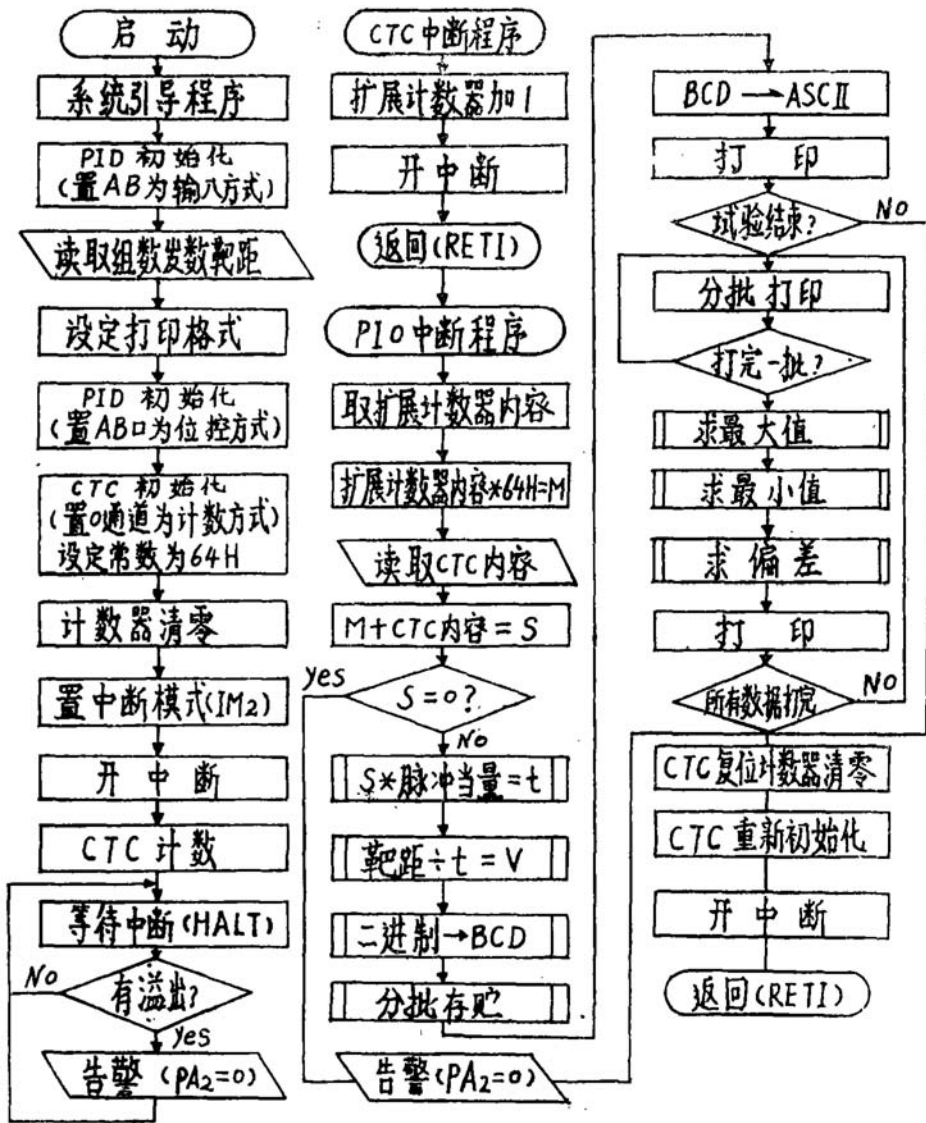 启动
系统引导程序
PID 初始化
(置AB为输八方式)
读取组数发数靶距
设定打印格式
PID 初始化
(置AB口为位控方式)
CTC 初始化
(置0通道为计数方式)
设定常数为64H
计数器清零
置中断模式(IM2)
开中断
CTC 计数
等待中断(HALT)
No
有溢出?
yes
告警(PA2=0)
CTC中断程序
扩展计数器加1
开中断
返回(RETI)
PIO中断程序
取扩展计数器内容
扩展计数器内容*64H=M
读取CTC内容
M+CTC内容=S
yes
S=0?
No
S*脉冲当量=t
靶距÷t=V
二进制→BCD
分批存贮
告警(PA2=0)
BCD→ASCⅡ
打印
试验结束?
No
分批打印
打完一批?
求最大值
求最小值
求偏差
打印
所有数据打完
No
CTC复位计数器清零
CTC重新初始化
开中断
返回(RETI)